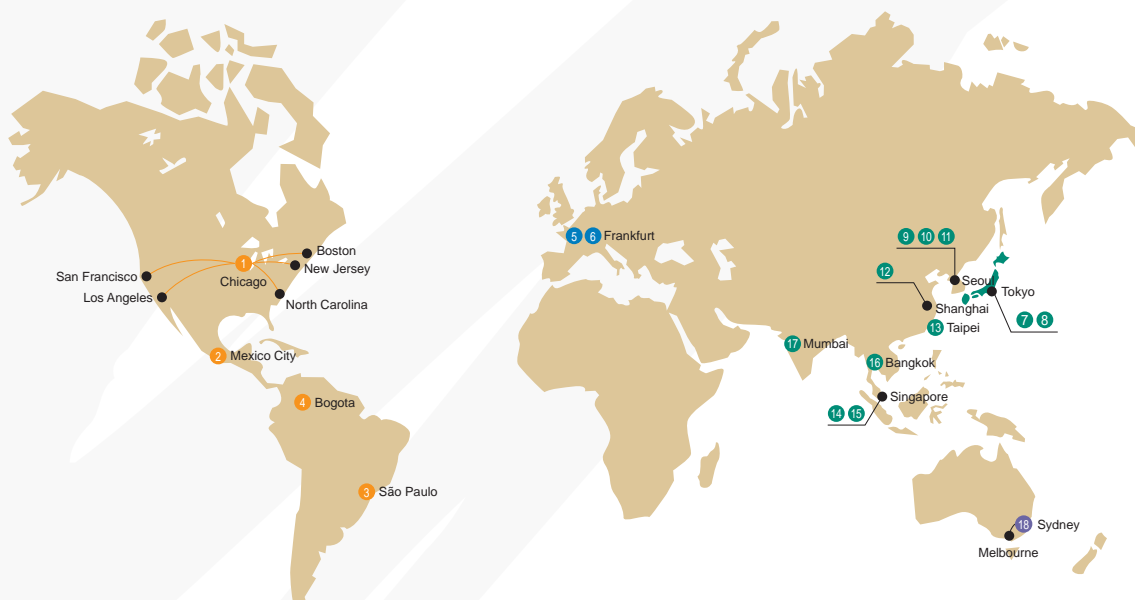 Boston
New Jersey
San Francisco
1
Chicago
Los Angeles
North Carolina
2 Mexico City
4 Bogota
3 São Paulo
5 6 Frankfurt
9 10 11
12
Seoul
Tokyo
Shanghai
7 8
13 Taipei
17 Mumbai
16 Bangkok
Singapore
14 15
18 Sydney
Melbourne